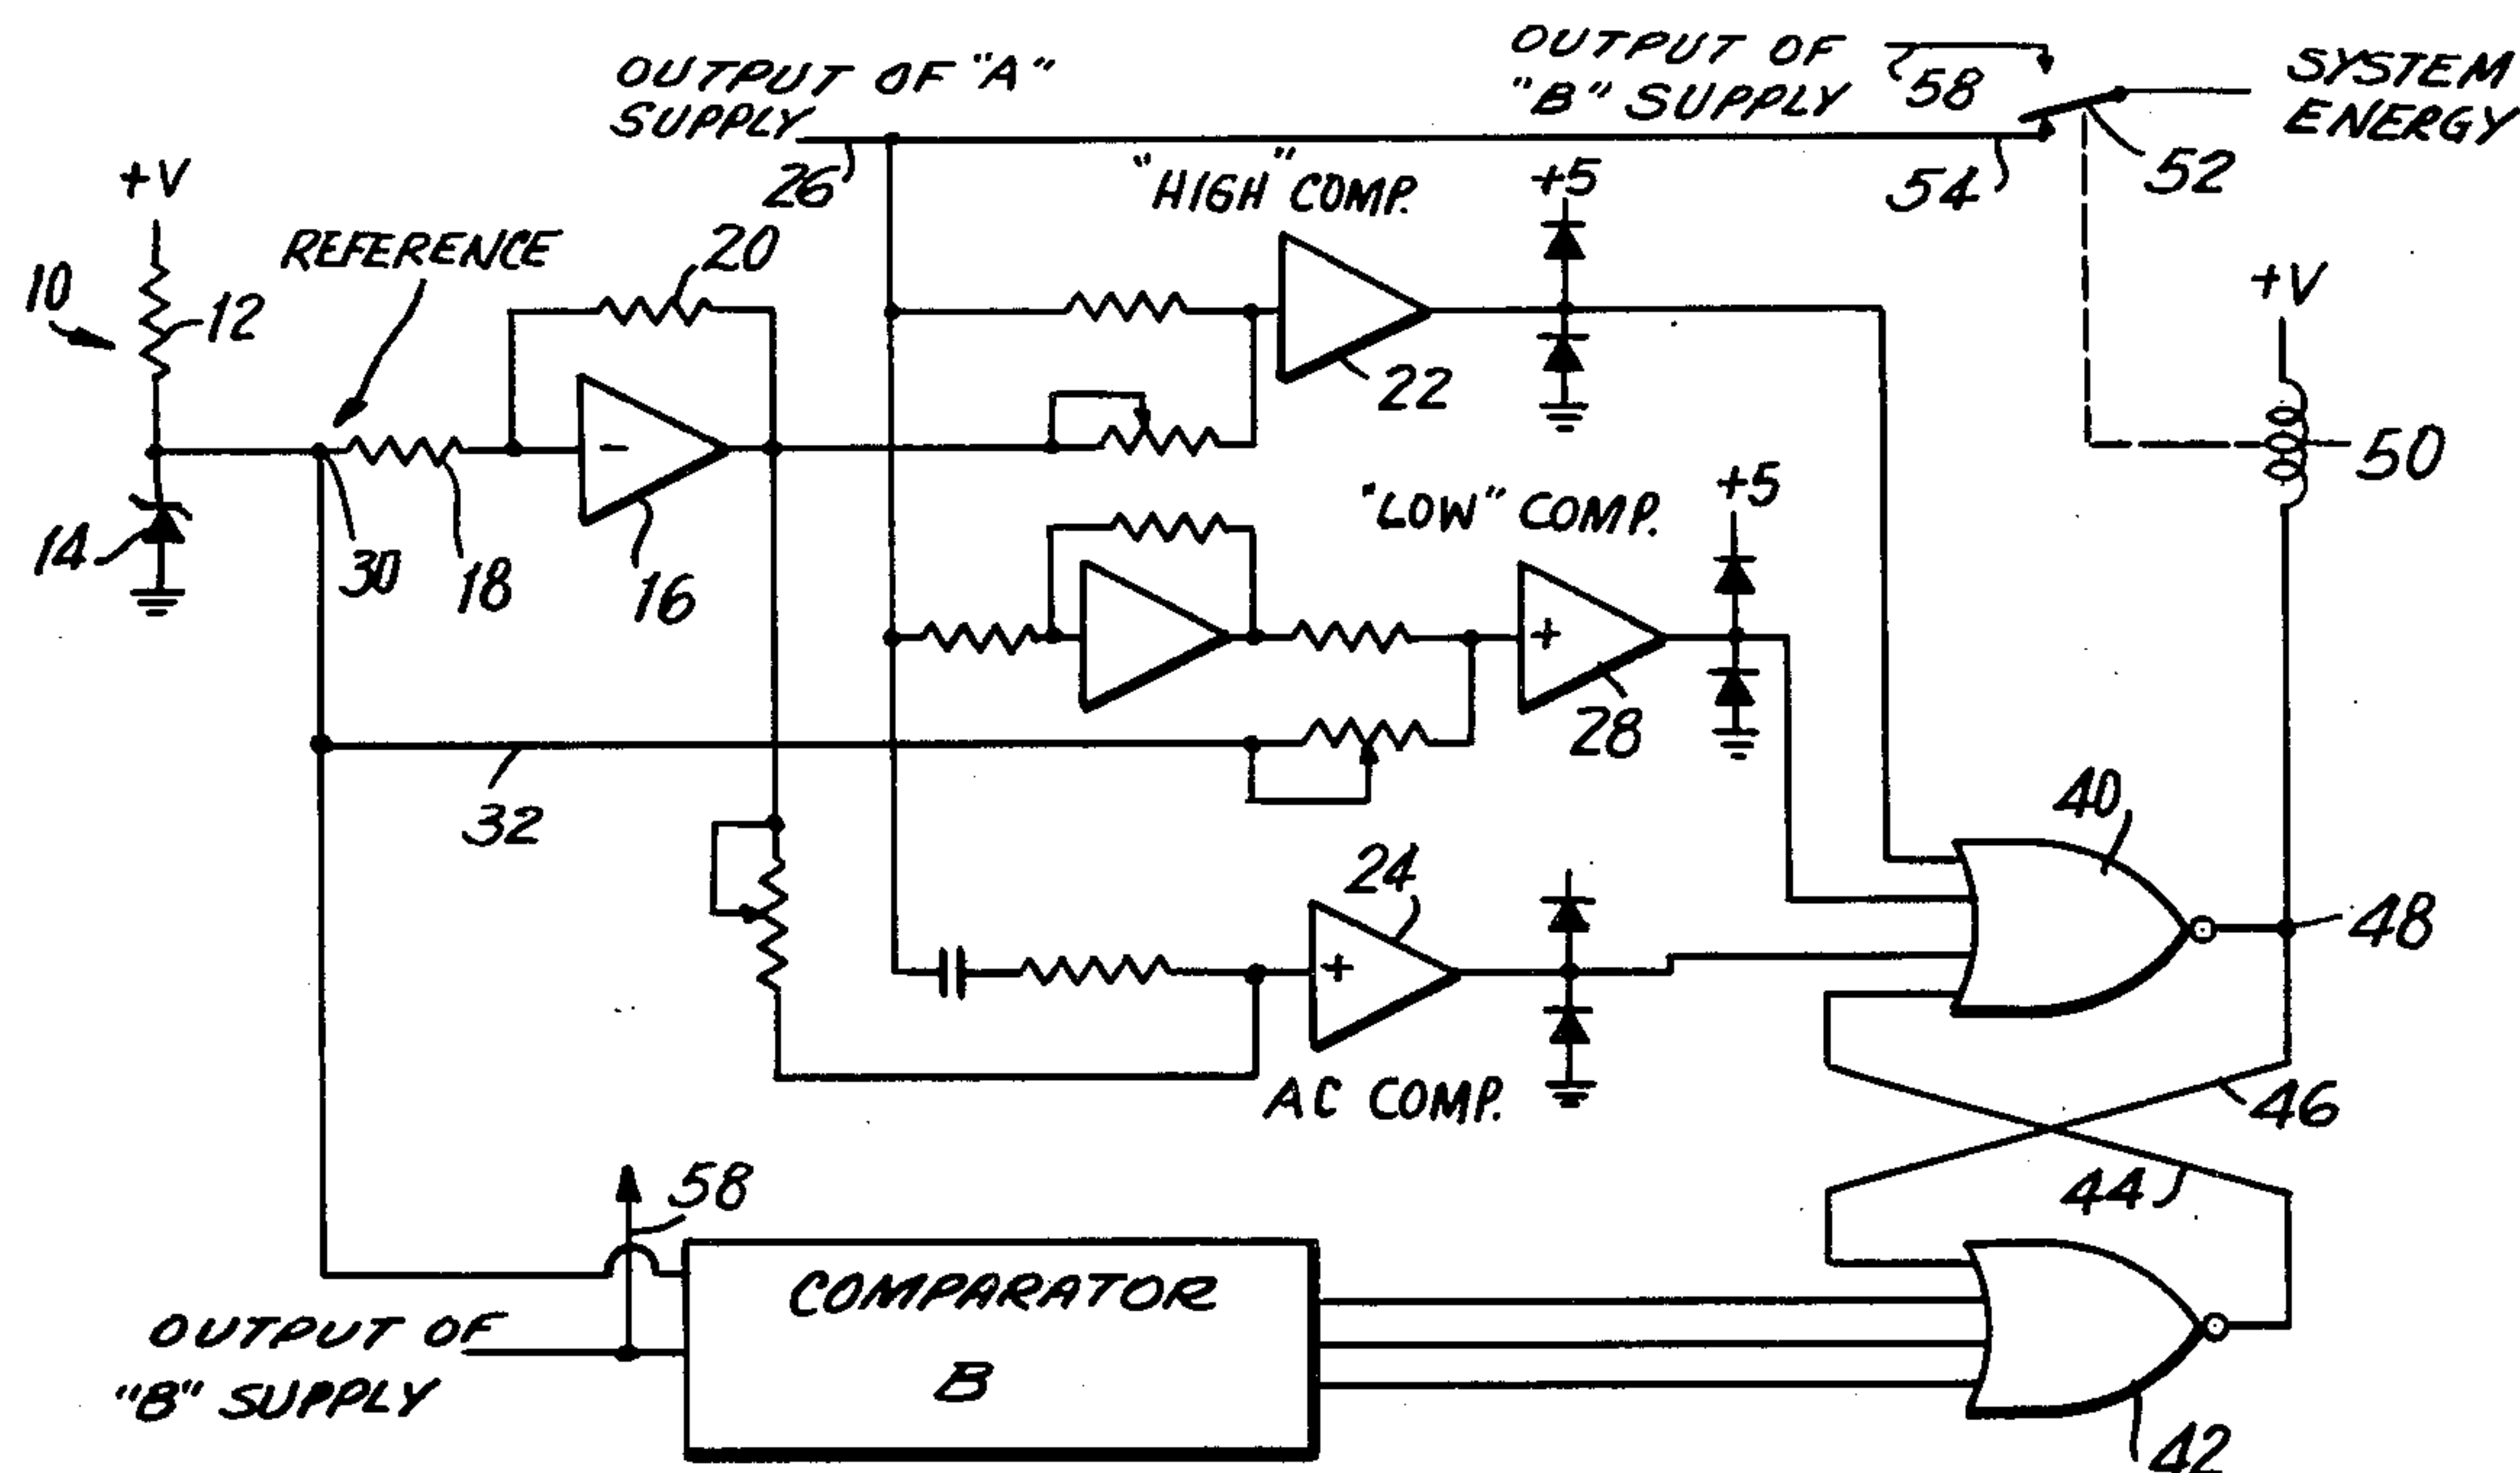 OUTPUT OF "A"
SUPPLY
26
OUTPUT OF
"B" SUPPLY
58
SYSTEM
ENERGY
54
52
+V
10
12
REFERENCE
20
"HIGH" COMP.
+5
22
+V
50
14
30
18
16
"LOW" COMP.
+5
28
32
-
+
+
24
AC COMP.
40
48
46
44
58
COMPARATOR
B
OUTPUT OF
"B" SUPPLY
42